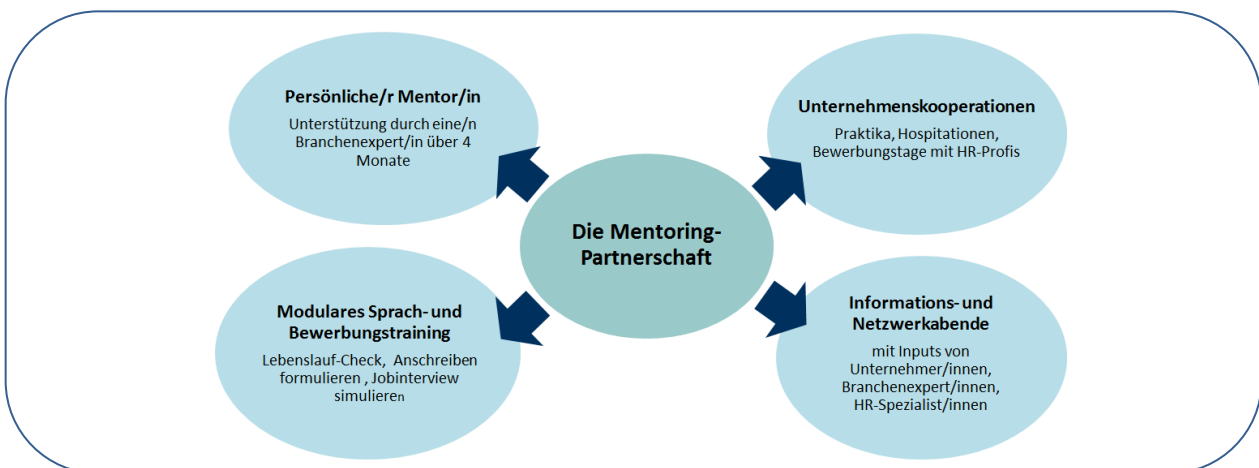 Persönliche/r Mentor/in
Unterstützung durch eine/n
Branchenexpert/in über 4
Monate
Unternehmenskooperationen
Praktika, Hospitationen,
Bewerbungstage mit HR-Profis
Die Mentoring-
Partnerschaft
Modulares Sprach- und
Bewerbungstraining
Lebenslauf-Check, Anschreiben
formulieren , Jobinterview
simulieren
Informations- und
Netzwerkabende
mit Inputs von
Unternehmer/innen,
Branchenexpert/innen,
HR-Spezialist/innen